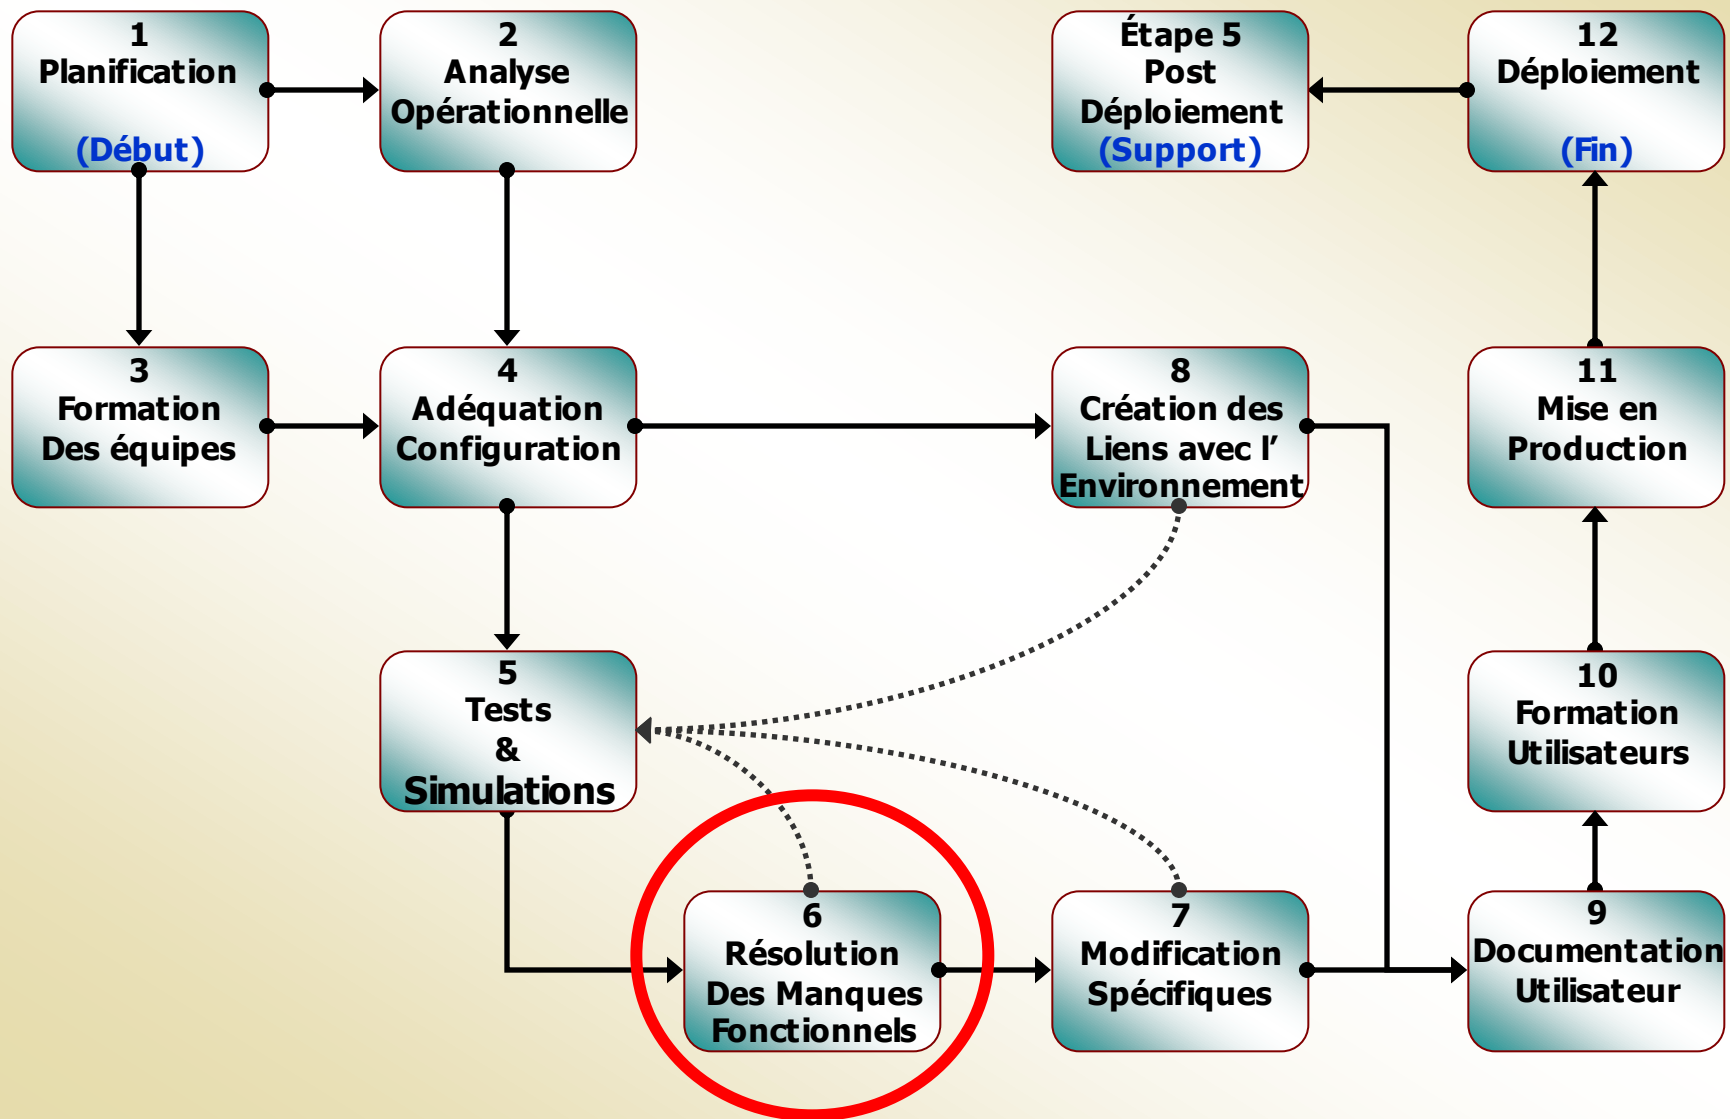 1
Planification
(Début)
2
Analyse
Opérationnelle
Étape 5
Post
Déploiement
(Support)
12
Déploiement
(Fin)
3
Formation
Des équipes
4
Adéquation
Configuration
8
Création des
Liens avec l’
Environnement
11
Mise en
Production
5
Tests
&
Simulations
10
Formation
Utilisateurs
6
Résolution
Des Manques
Fonctionnels
7
Modification
Spécifiques
9
Documentation
Utilisateur